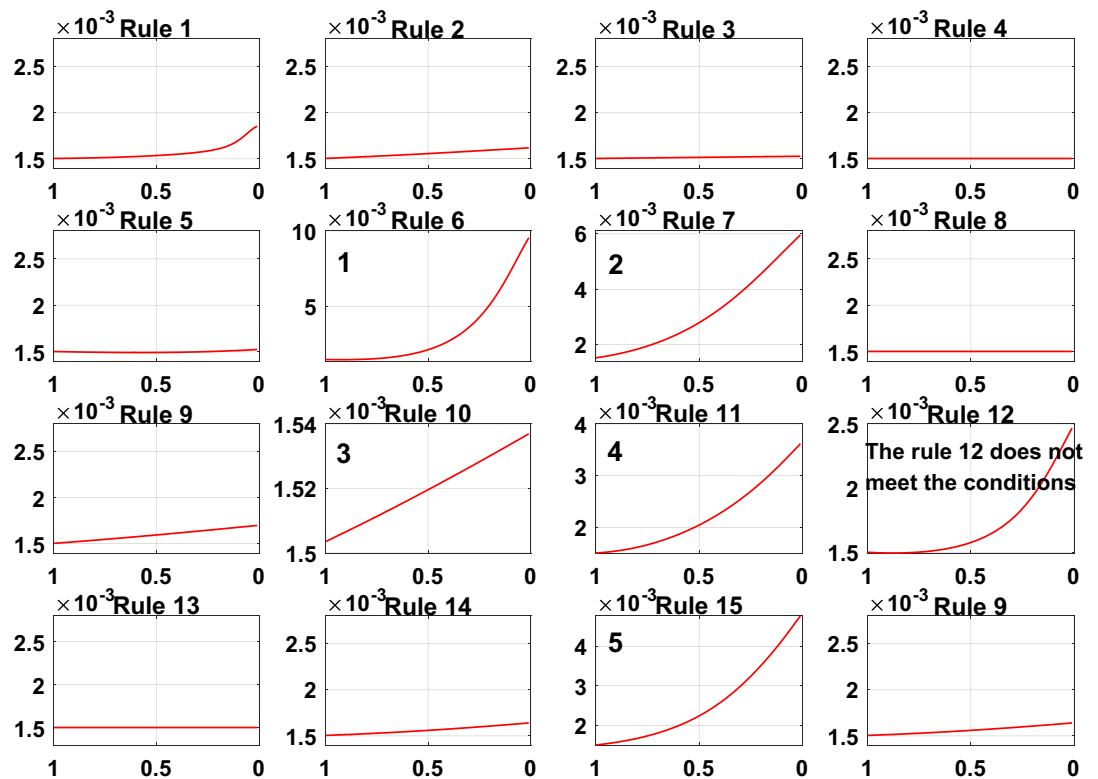 ×10⁻³ Rule 1
2.5
2
1.5
1 0.5 0
×10⁻³ Rule 2
2.5
2
1.5
1 0.5 0
×10⁻³ Rule 3
2.5
2
1.5
1 0.5 0
×10⁻³ Rule 4
2.5
2
1.5
1 0.5 0
×10⁻³ Rule 5
2.5
2
1.5
1 0.5 0
×10⁻³ Rule 6
10
1
5
1 0.5 0
×10⁻³ Rule 7
6
2
4
2
1 0.5 0
×10⁻³ Rule 8
2.5
2
1.5
1 0.5 0
×10⁻³ Rule 9
2.5
2
1.5
1 0.5 0
×10⁻³ Rule 10
1.54
3
1.52
1.5
1 0.5 0
×10⁻³ Rule 11
4
4
3
2
1 0.5 0
×10⁻³ Rule 12
2.5
The rule 12 does not
meet the conditions
2
1.5
1 0.5 0
×10⁻³ Rule 13
2.5
2
1.5
1 0.5 0
×10⁻³ Rule 14
2.5
2
1.5
1 0.5 0
×10⁻³ Rule 15
5
4
3
2
1 0.5 0
×10⁻³ Rule 9
2.5
2
1.5
1 0.5 0